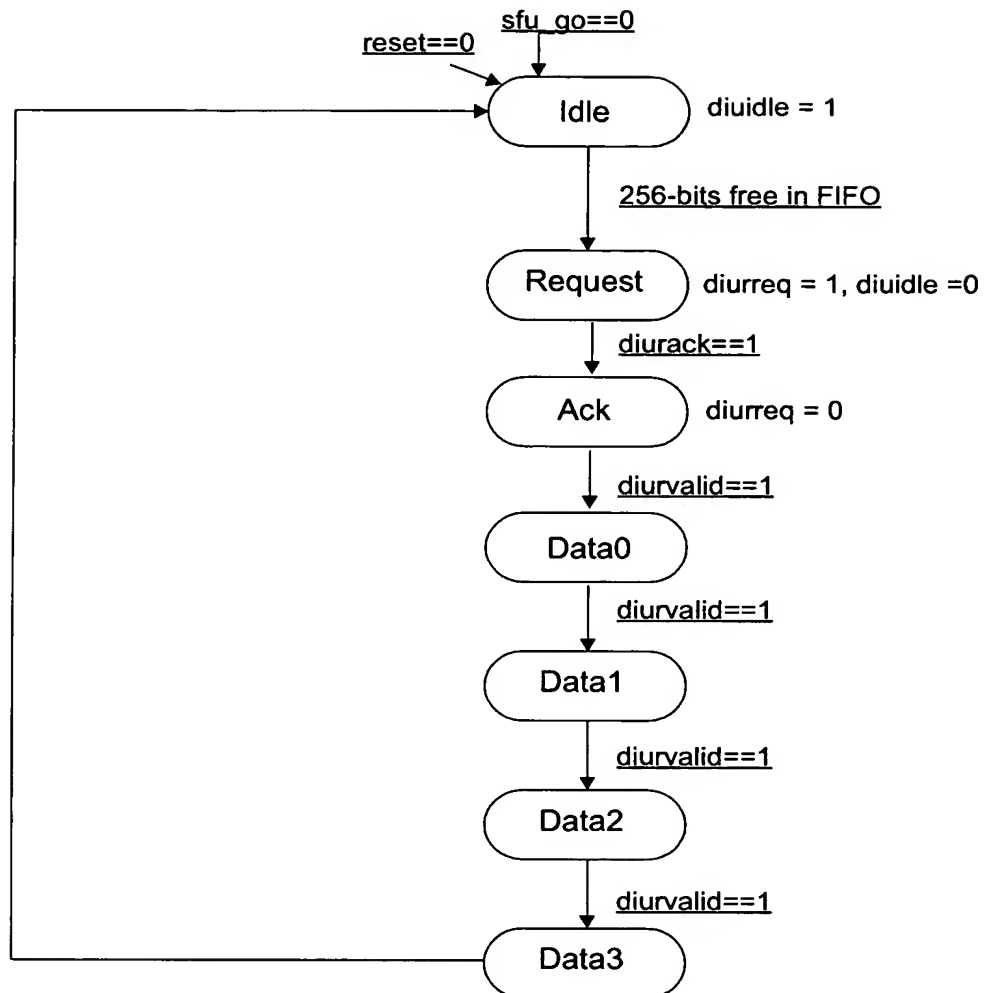 sfu_go==0
reset==0
Idle
diuidle = 1
256-bits free in FIFO
Request
diurreq = 1, diuidle =0
diurack==1
Ack
diurreq = 0
diurvalid==1
Data0
diurvalid==1
Data1
diurvalid==1
Data2
diurvalid==1
Data3